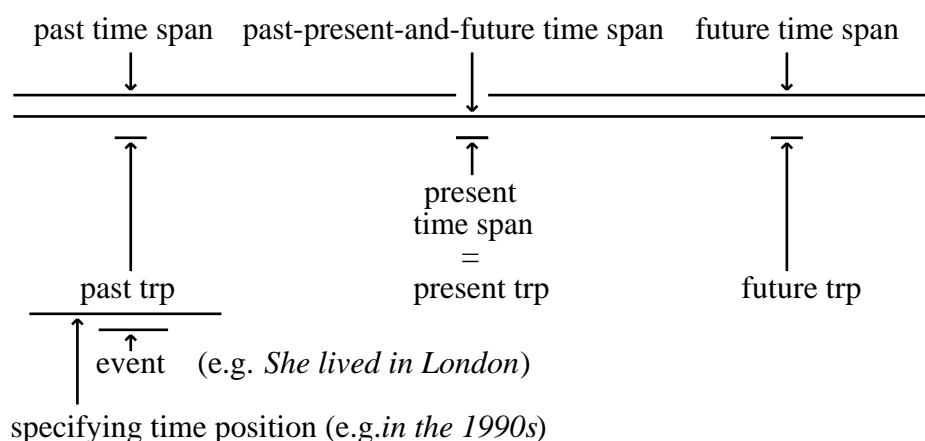 past time span past-present-and-future time span future time span
present
time span
=
past trp present trp future trp
event (e.g. She lived in London)
specifying time position (e.g.in the 1990s)